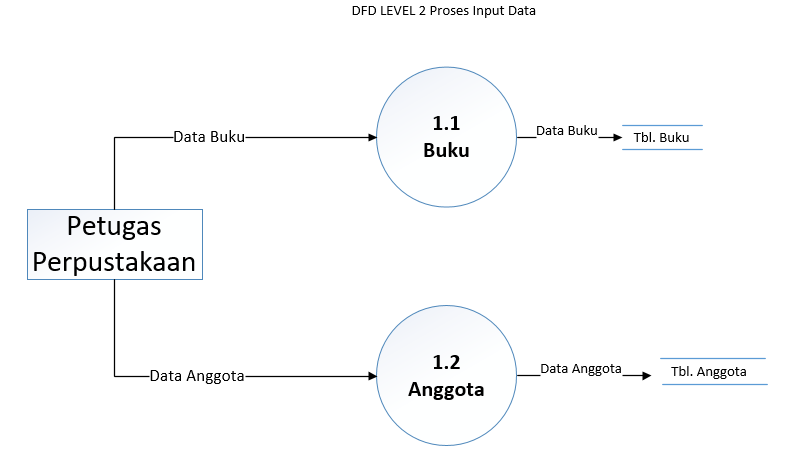 DFD LEVEL 2 Proses Input Data
1.1
Buku
Data Buku
Data Buku
Tbl. Buku
Petugas
Perpustakaan
1.2
Anggota
Data Anggota
Data Anggota
Tbl. Anggota